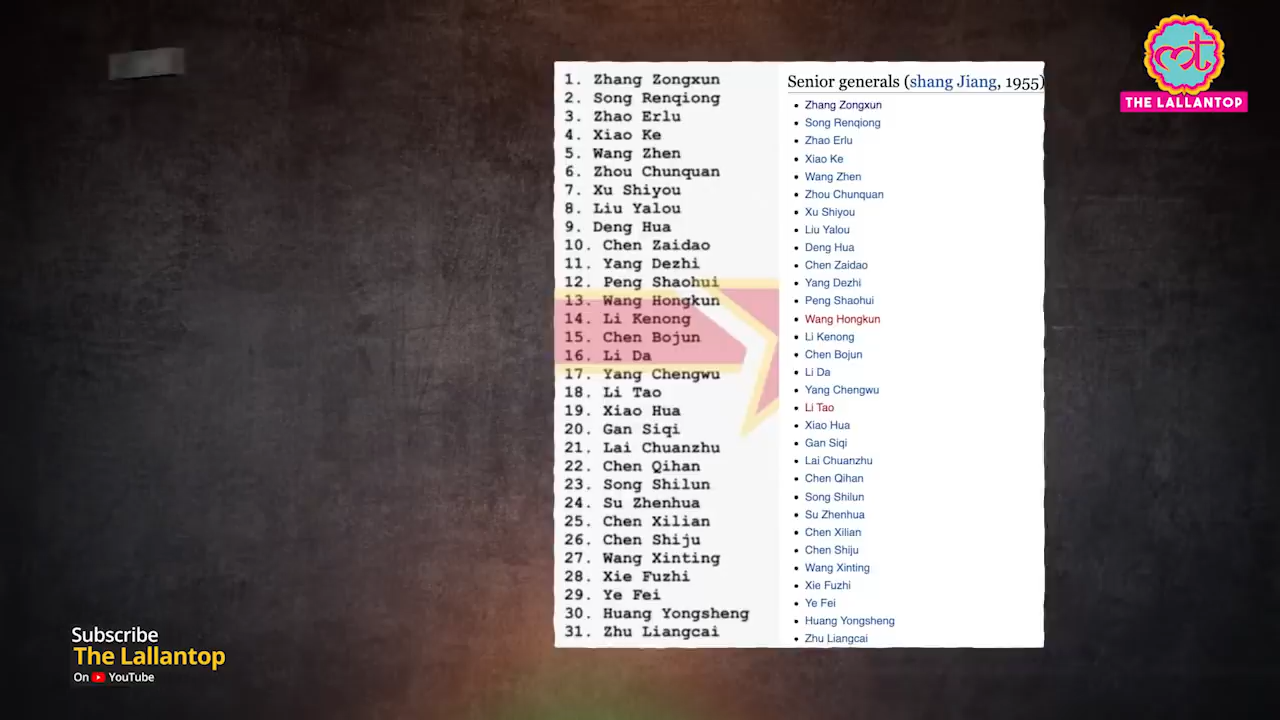 1. Zhang Zongxun
2. Song Renqiong
3. Zhao Erlu
4. Xiao Ke
5. Wang Zhen
6. Zhou Chunquan
7. Xu Shiyou
8. Liu Yalou
9. Deng Hua
10. Chen Zaidao
11. Yang Dezhi
12. Peng Shaohui
13. Wang Hongkun
14. Li Kenong
15. Chen Bojun
16. Li Da
17. Yang Chengwu
18. Li Tao
19. Xiao Hua
20. Gan Siqi
21. Lai Chuanzhu
22. Chen Qihan
23. Song Shilun
24. Su Zhenhua
25. Chen Xilian
26. Chen Shiju
27. Wang Xinting
28. Xie Fuzhi
29. Ye Fei
30. Huang Yongsheng
31. Zhu Liangcai
Senior generals (shang Jiang, 1955)
• Zhang Zongxun
• Song Renqiong
• Zhao Erlu
• Xiao Ke
• Wang Zhen
• Zhou Chunquan
• Xu Shiyou
• Liu Yalou
• Deng Hua
• Chen Zaidao
• Yang Dezhi
• Peng Shaohui
• Wang Hongkun
• Li Kenong
• Chen Bojun
• Li Da
• Yang Chengwu
• Li Tao
• Xiao Hua
• Gan Siqi
• Lai Chuanzhu
• Chen Qihan
• Song Shilun
• Su Zhenhua
• Chen Xilian
• Chen Shiju
• Wang Xinting
• Xie Fuzhi
• Ye Fei
• Huang Yongsheng
• Zhu Liangcai
THE LALLANTOP
Subscribe
The Lallantop
On YouTube